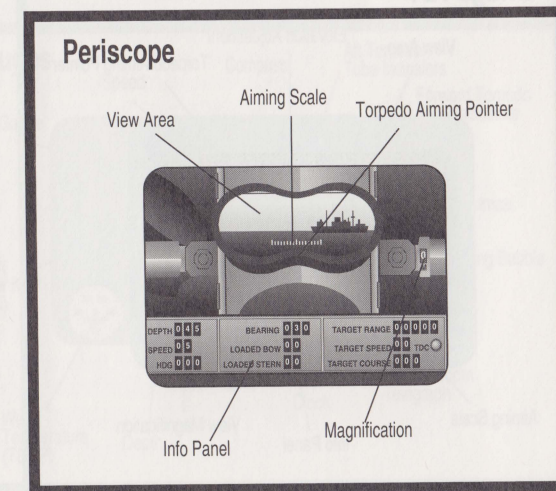 Periscope
Aiming Scale
View Area
Torpedo Aiming Pointer
0
DEPTH 0 4 5 BEARING 0 3 0 TARGET RANGE 0 0 0 0 0
SPEED 0 5 LOADED BOW 0 0 TARGET SPEED 0 0 TDC
HDG 0 0 0 LOADED STERN 0 0 TARGET COURSE 0 0 0
Magnification
Info Panel